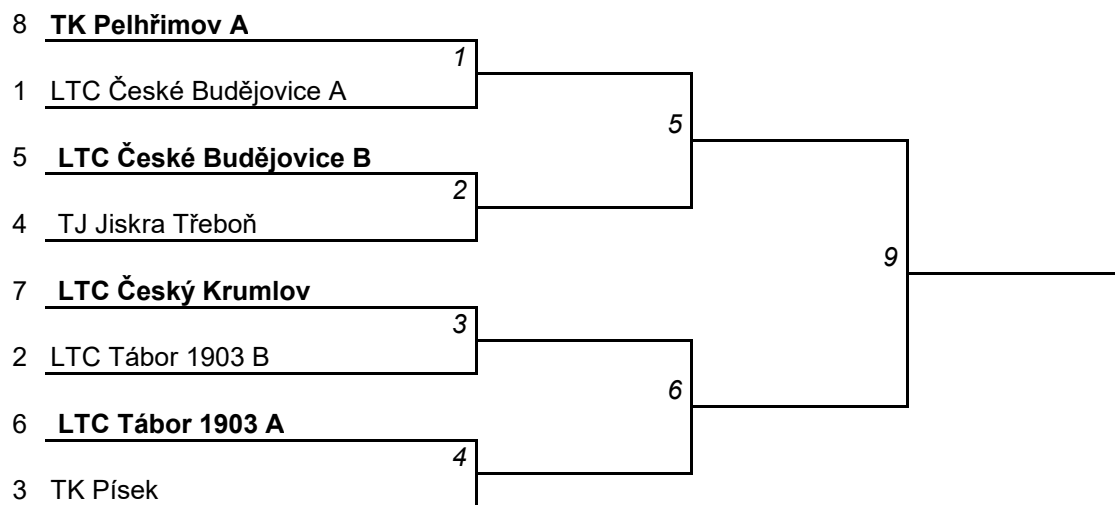 8 TK Pelhřimov A
1
1 LTC České Budějovice A
5
5 LTC České Budějovice B
2
4 TJ Jiskra Třeboň
9
7 LTC Český Krumlov
3
2 LTC Tábor 1903 B
6
6 LTC Tábor 1903 A
4
3 TK Písek